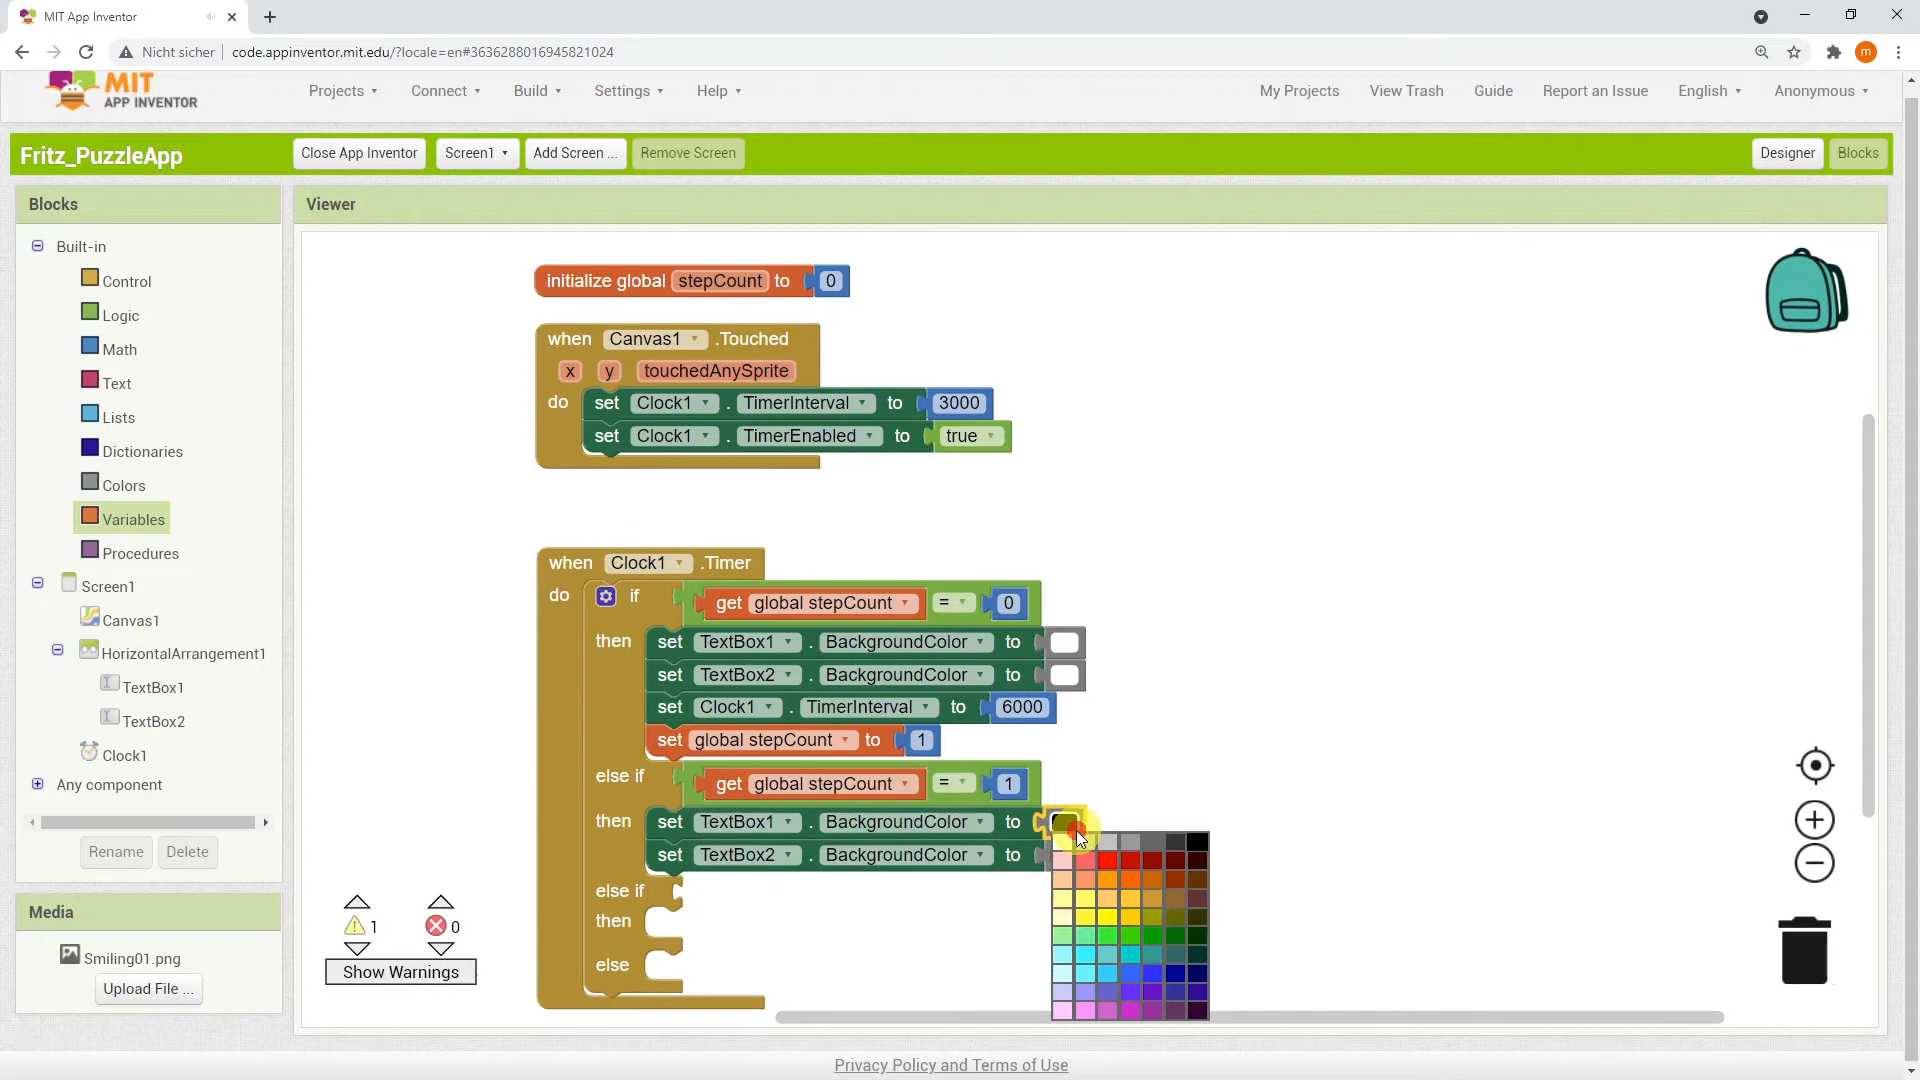 MIT App Inventor
Nicht sicher
code.appinventor.mit.edu/?locale=en#3636288016945821024
m
MIT
APP INVENTOR
Projects
Connect
Build
Settings
Help
My Projects
View Trash
Guide
Report an Issue
English
Anonymous
Fritz_PuzzleApp
Close App Inventor
Screen1
Add Screen ...
Remove Screen
Designer
Blocks
Blocks
Viewer
Built-in
Control
Logic
Math
Text
Lists
Dictionaries
Colors
Variables
Procedures
Screen1
Canvas1
HorizontalArrangement1
TextBox1
TextBox2
Clock1
Any component
Rename
Delete
Media
Smiling01.png
Upload File ...
initialize global stepCount to 0
when Canvas1 .Touched
x y touchedAnySprite
do set Clock1 . TimerInterval to 3000
set Clock1 . TimerEnabled to true
when Clock1 .Timer
do if get global stepCount = 0
then set TextBox1 . BackgroundColor to
set TextBox2 . BackgroundColor to
set Clock1 . TimerInterval to 6000
set global stepCount to 1
else if get global stepCount = 1
then set TextBox1 . BackgroundColor to
set TextBox2 . BackgroundColor to
else if
then
else
1
0
Show Warnings
Privacy Policy and Terms of Use